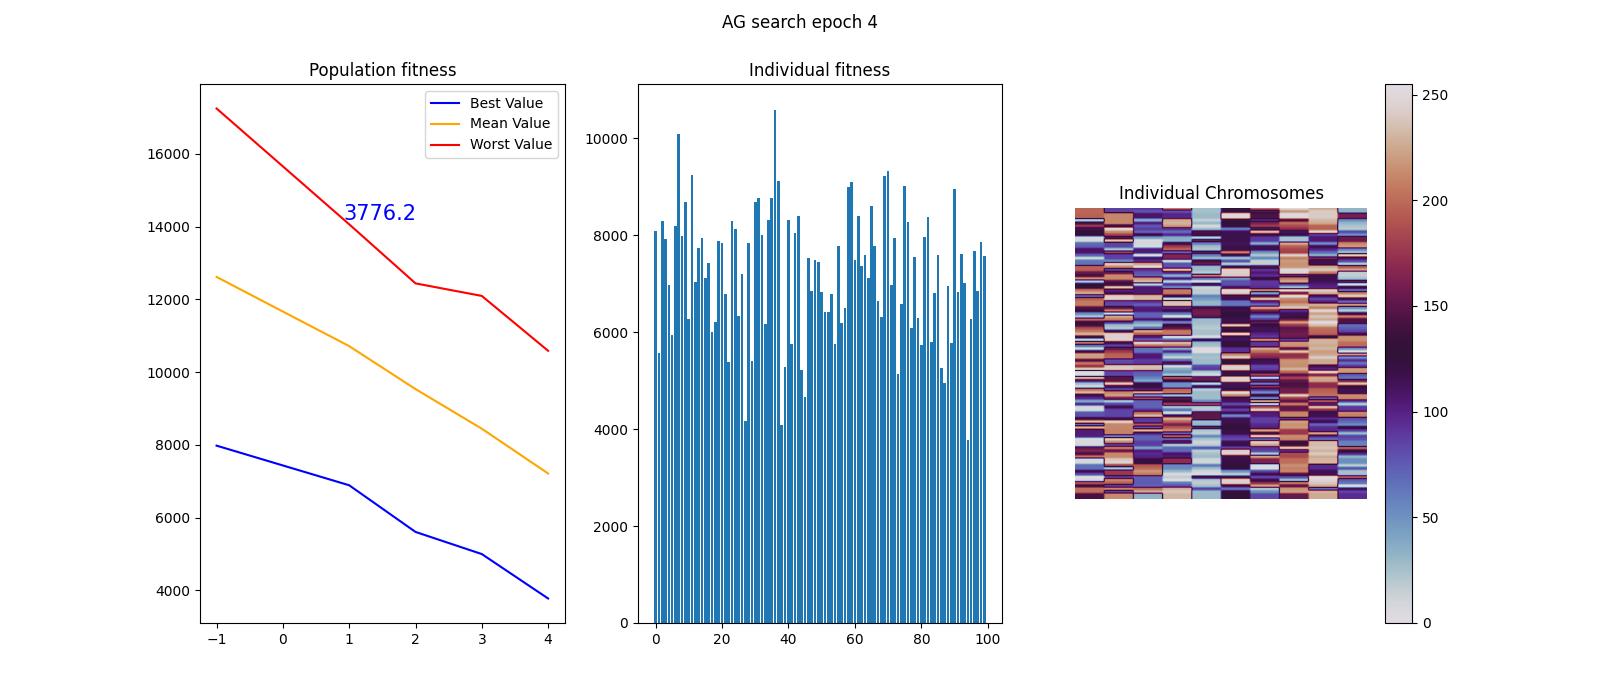 AG search epoch 4
Population fitness
Best Value
Mean Value
Worst Value
3776.2
16000
14000
12000
10000
8000
6000
4000
−1 0 1 2 3 4
Individual fitness
10000
8000
6000
4000
2000
0
0 20 40 60 80 100
Individual Chromosomes
250
200
150
100
50
0